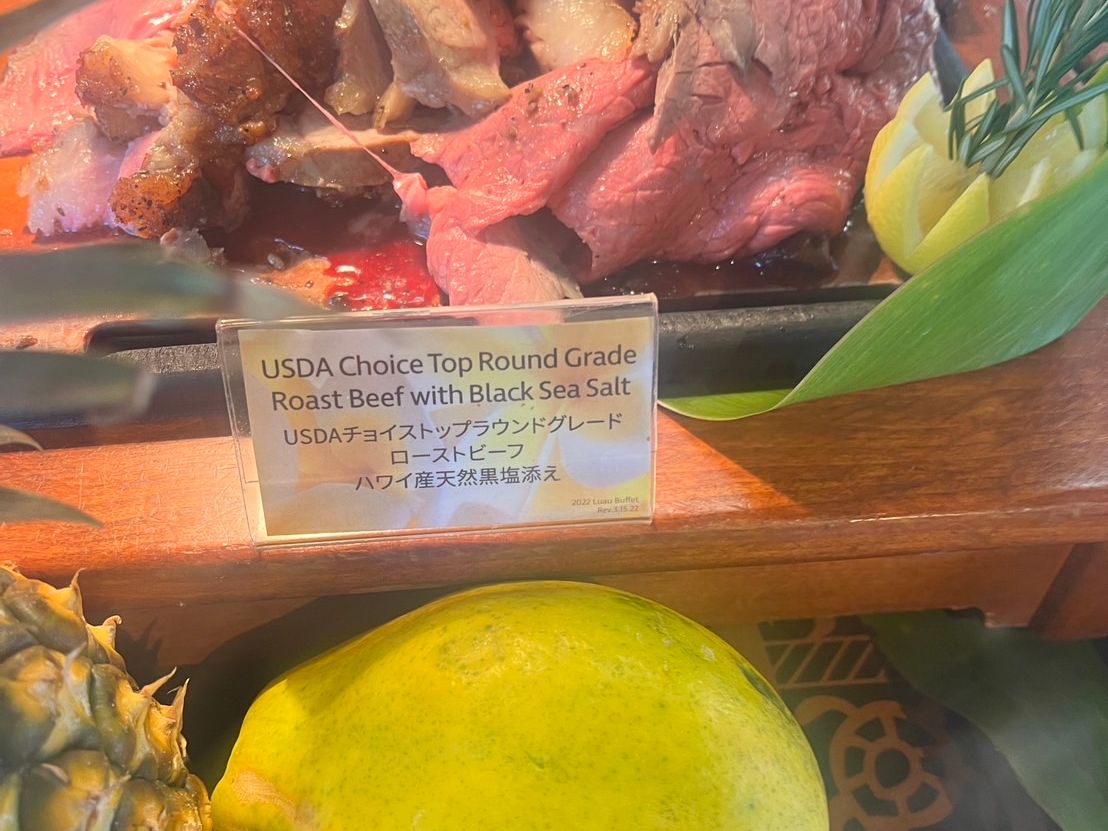 USDA Choice Top Round Grade
Roast Beef with Black Sea Salt
USDAチョイストップラウンドグレード
ローストビーフ
ハワイ産天然黒塩添え
2022 Luau Buffet
Rev.3.15.22